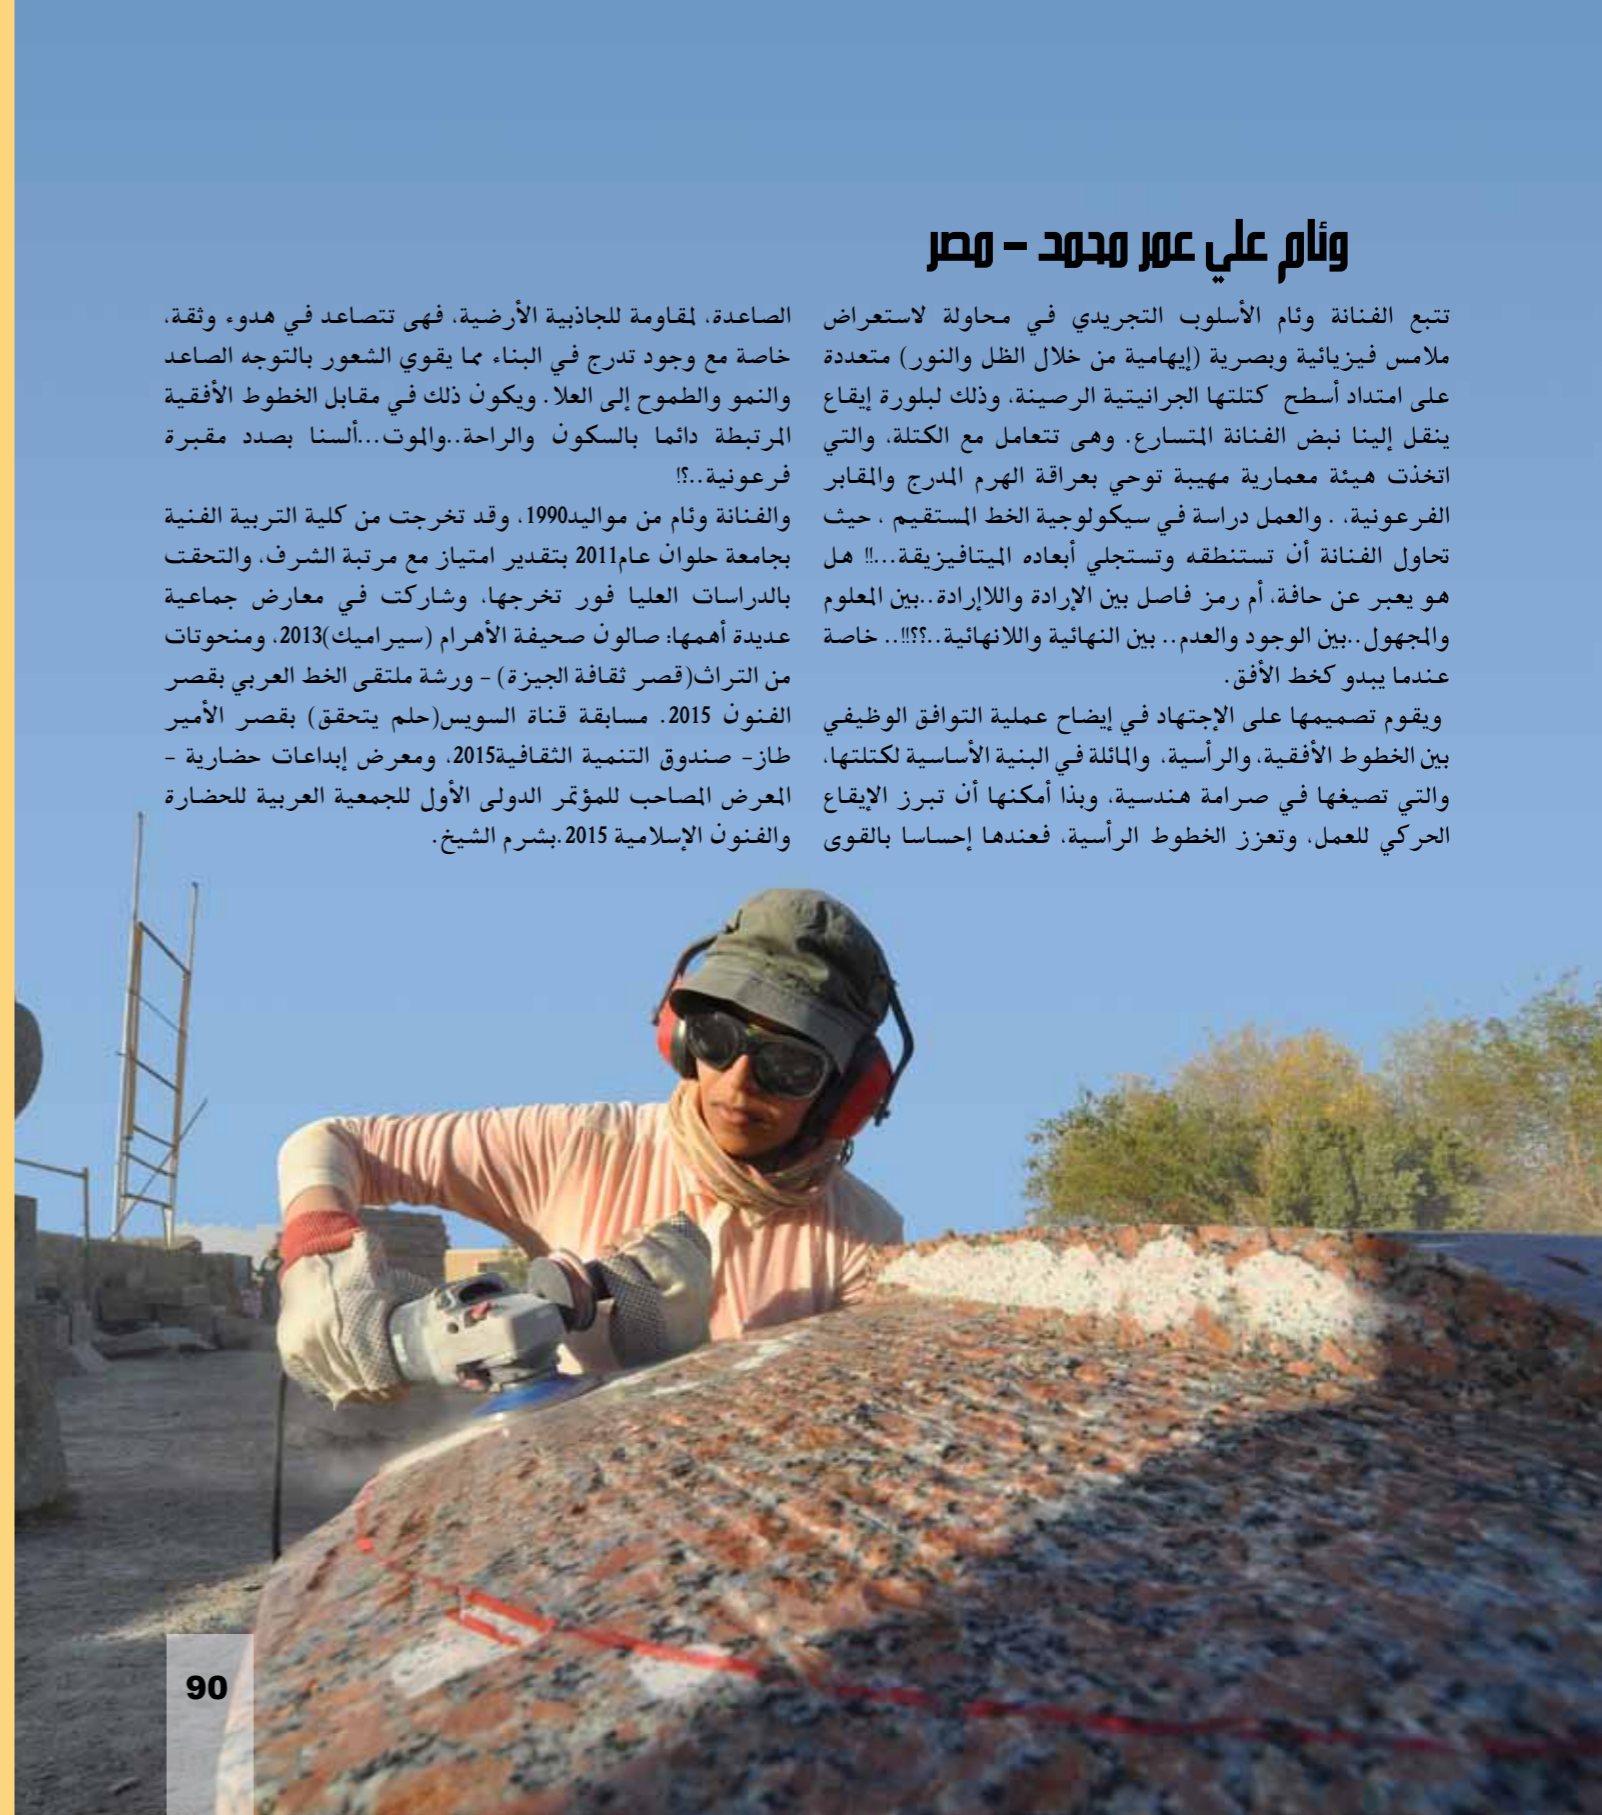 وئام علي عمر محمد – مصر
تتبع الفنانة وئام الأسلوب التجريدي في محاولة لاستعراض
ملامس فيزيائية وبصرية (إيهامية من خلال الظل والنور) متعددة
على امتداد أسطح كتلتها الجرانيتية الرصينة، وذلك لبلورة إيقاع
ينقل إلينا نبض الفنانة المتسارع. وهى تتعامل مع الكتلة، والتي
اتخذت هيئة معمارية مهيبة توحي بعراقة الهرم المدرج والمقابر
الفرعونية، . والعمل دراسة في سيكولوجية الخط المستقيم ، حيث
تحاول الفنانة أن تستنطقه وتستجلي أبعاده الميتافيزيقة...!! هل
هو يعبر عن حافة، أم رمز فاصل بين الإرادة واللاإرادة..بين المعلوم
والمجهول..بين الوجود والعدم.. بين النهائية واللانهائية..؟؟!!.. خاصة
عندما يبدو كخط الأفق.
ويقوم تصميمها على الإجتهاد في إيضاح عملية التوافق الوظيفي
بين الخطوط الأفقية، والرأسية، والمائلة في البنية الأساسية لكتلتها،
والتي تصيغها في صرامة هندسية، وبذا أمكنها أن تبرز الإيقاع
الحركي للعمل، وتعزز الخطوط الرأسية، فعندها إحساسا بالقوى
الصاعدة، لمقاومة للجاذبية الأرضية، فهى تتصاعد في هدوء وثقة،
خاصة مع وجود تدرج في البناء مما يقوي الشعور بالتوجه الصاعد
والنمو والطموح إلى العلا. ويكون ذلك في مقابل الخطوط الأفقية
المرتبطة دائما بالسكون والراحة..والموت...ألسنا بصدد مقبرة
فرعونية..؟!
والفنانة وئام من مواليد1990، وقد تخرجت من كلية التربية الفنية
بجامعة حلوان عام2011 بتقدير امتياز مع مرتبة الشرف، والتحقت
بالدراسات العليا فور تخرجها، وشاركت في معارض جماعية
عديدة أهمها: صالون صحيفة الأهرام (سيراميك)2013، ومنحوتات
من التراث(قصر ثقافة الجيزة) – ورشة ملتقى الخط العربي بقصر
الفنون 2015. مسابقة قناة السويس(حلم يتحقق) بقصر الأمير
طاز– صندوق التنمية الثقافية2015، ومعرض إبداعات حضارية –
المعرض المصاحب للمؤتمر الدولى الأول للجمعية العربية للحضارة
والفنون الإسلامية 2015.بشرم الشيخ.
90